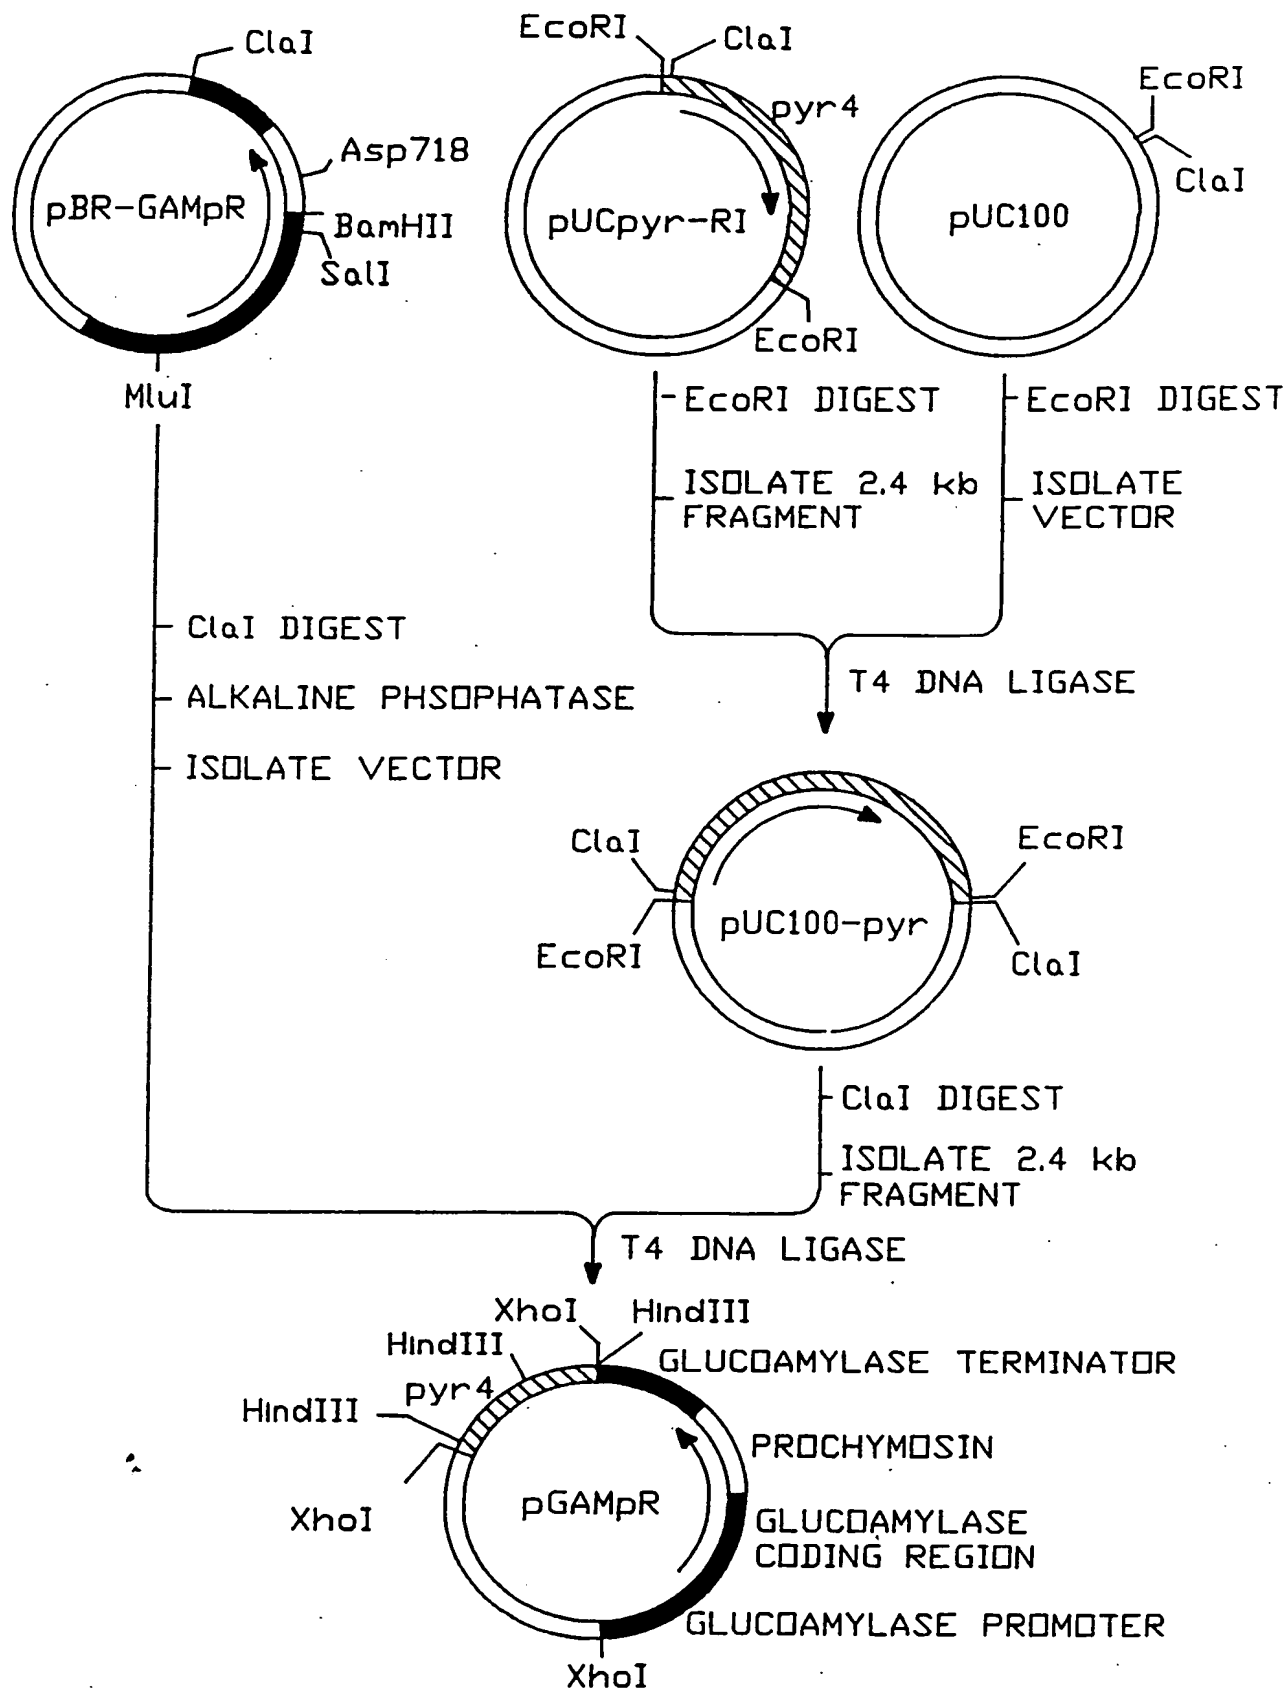 ClaI
Asp718
pBR-GAMpR
BamHII
SalI
MluI
EcoRI
ClaI
pyr4
pUCpyr-RI
EcoRI
EcoRI
ClaI
pUC100
EcoRI DIGEST
ISOLATE 2.4 kb
FRAGMENT
EcoRI DIGEST
ISOLATE
VECTOR
ClaI DIGEST
ALKALINE PHSOPHATASE
ISOLATE VECTOR
T4 DNA LIGASE
ClaI
EcoRI
pUC100-pyr
EcoRI
ClaI
ClaI DIGEST
ISOLATE 2.4 kb
FRAGMENT
T4 DNA LIGASE
XhoI
HindIII
HindIII
GLUCOAMYLASE TERMINATOR
pyr4
HindIII
PROCHYMOSIN
XhoI
pGAMpR
GLUCOAMYLASE
CODING REGION
GLUCOAMYLASE PROMOTER
XhoI